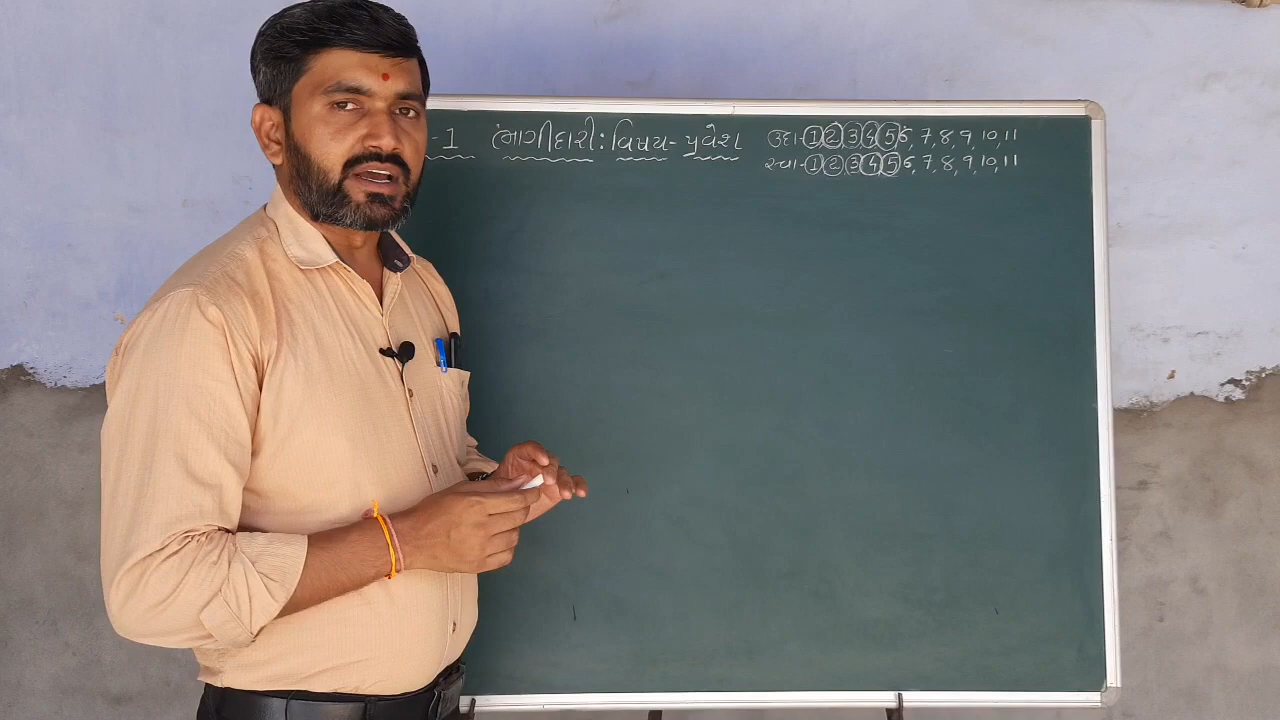 -1 ભાગીદારી : વિષય - પ્રવેશ ઉદા- 1 2 3 4 5 6, 7, 8, 9, 10, 11
સ્વા- 1 2 3 4 5 6, 7, 8, 9, 10, 11